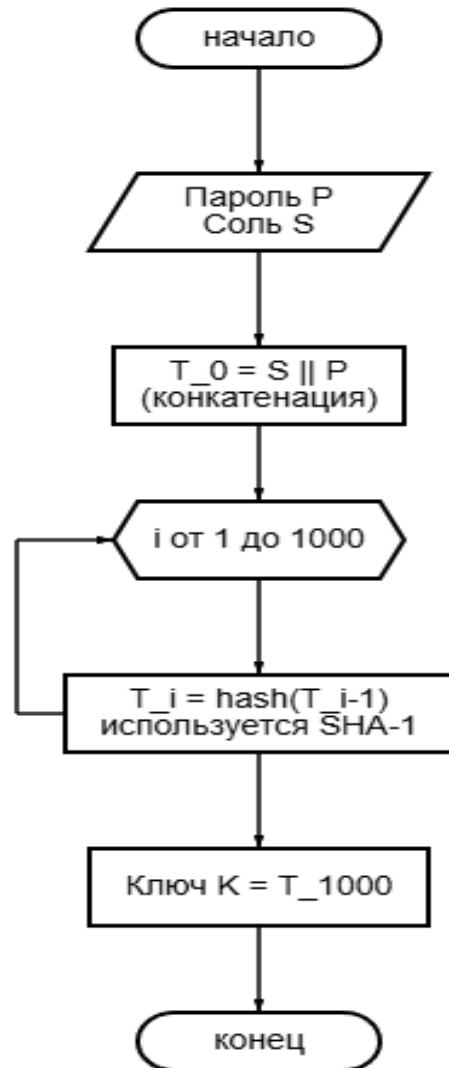 начало
Пароль P
Соль S
T_0 = S || P
(конкатенация)
i от 1 до 1000
T_i = hash(T_i-1)
используется SHA-1
Ключ K = T_1000
конец